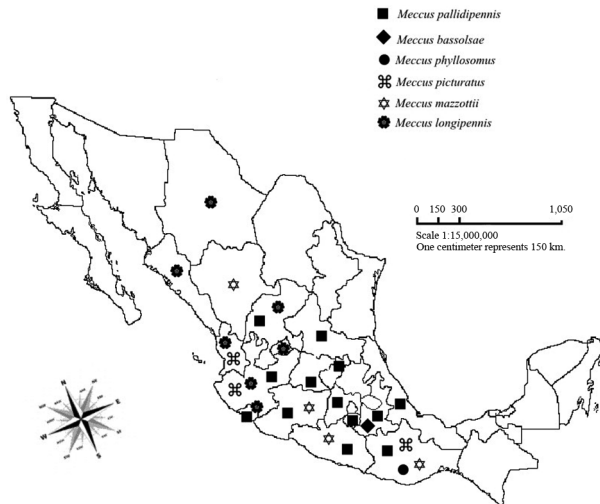 Meccus pallidipennis
Meccus bassolsae
Meccus phyllosomus
Meccus picturatus
Meccus mazzottii
Meccus longipennis
0 150 300 1,050
Scale 1:15,000,000
One centimeter represents 150 km.
N
E
S
W